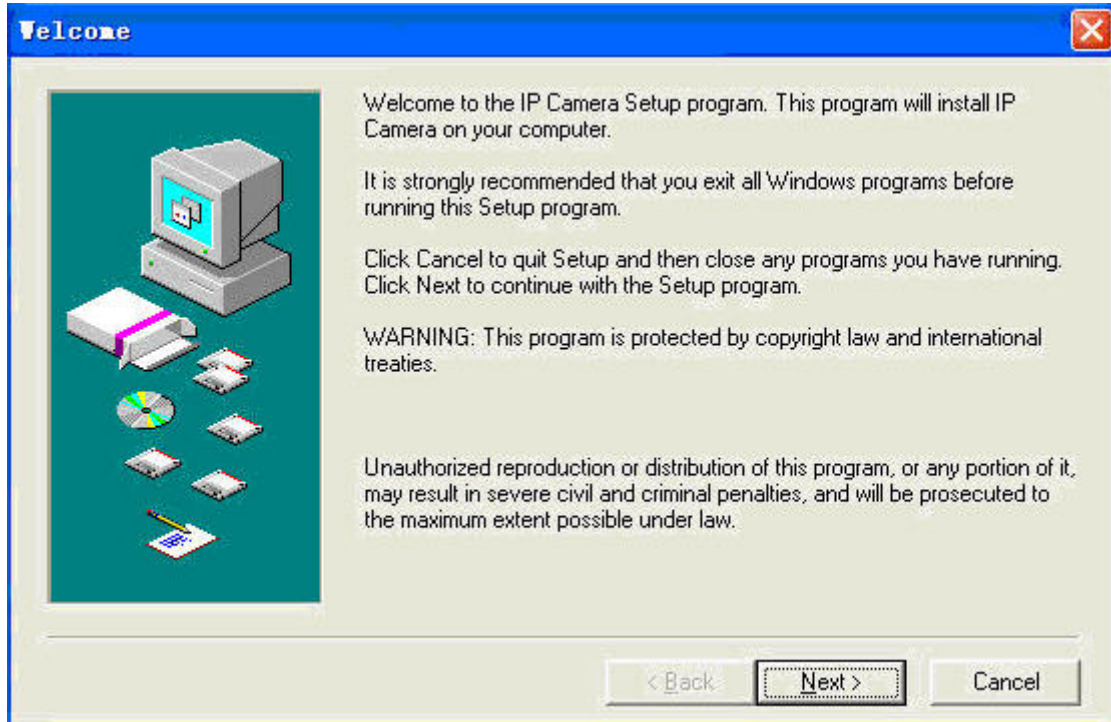 Welcome
Welcome to the IP Camera Setup program. This program will install IP
Camera on your computer.
It is strongly recommended that you exit all Windows programs before
running this Setup program.
Click Cancel to quit Setup and then close any programs you have running.
Click Next to continue with the Setup program.
WARNING: This program is protected by copyright law and international
treaties.
Unauthorized reproduction or distribution of this program, or any portion of it,
may result in severe civil and criminal penalties, and will be prosecuted to
the maximum extent possible under law.
< Back Next > Cancel